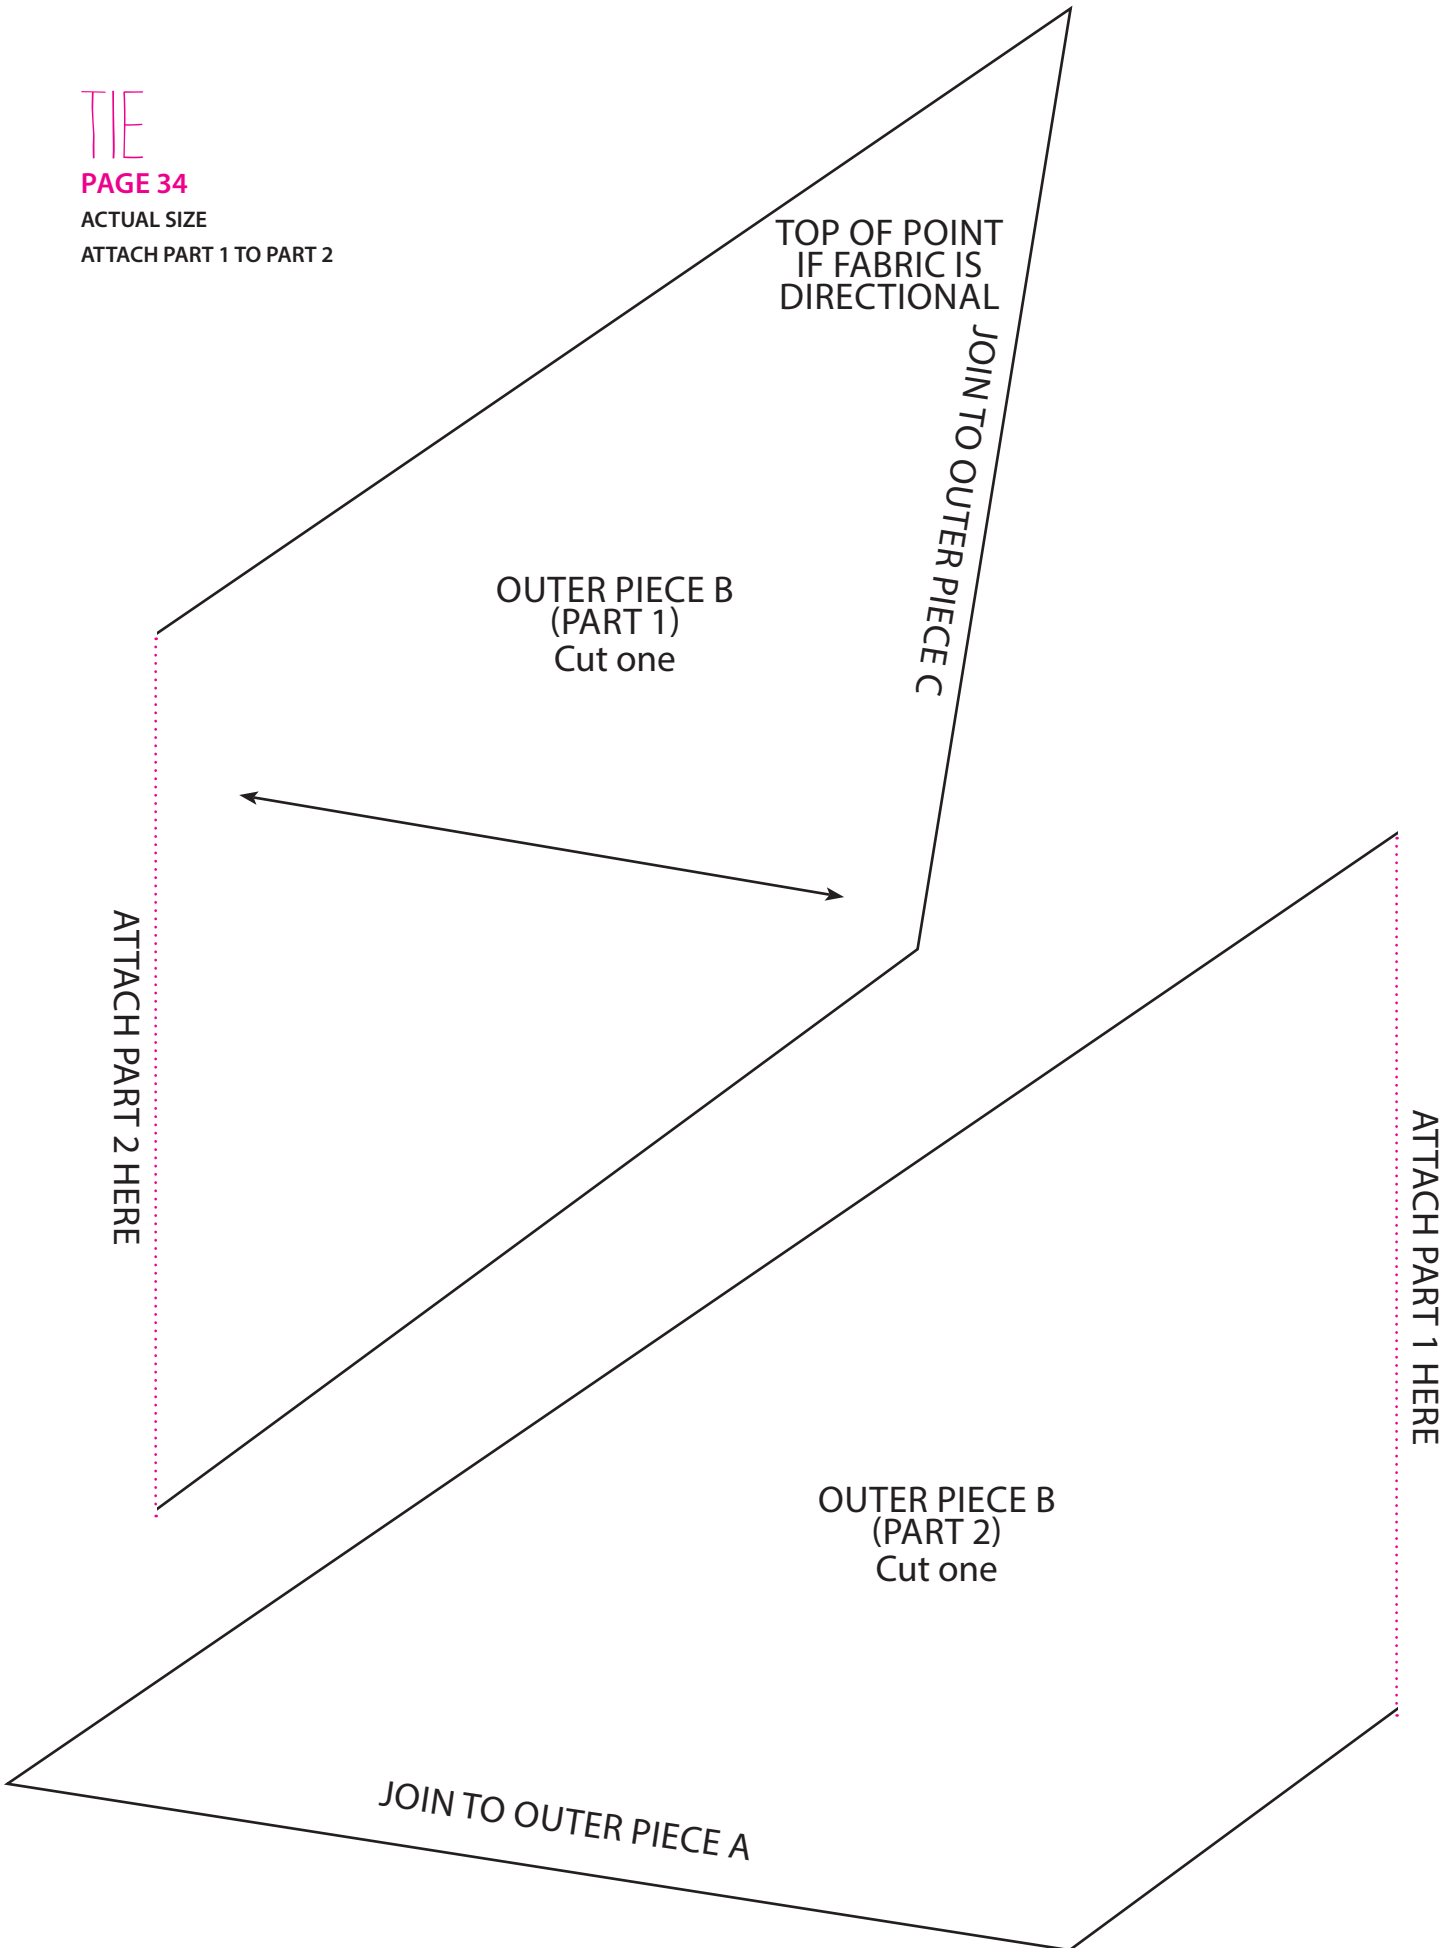 TIE
PAGE 34
ACTUAL SIZE
ATTACH PART 1 TO PART 2
TOP OF POINT
IF FABRIC IS
DIRECTIONAL
JOIN TO OUTER PIECE C
OUTER PIECE B
(PART 1)
Cut one
ATTACH PART 2 HERE
ATTACH PART 1 HERE
OUTER PIECE B
(PART 2)
Cut one
JOIN TO OUTER PIECE A